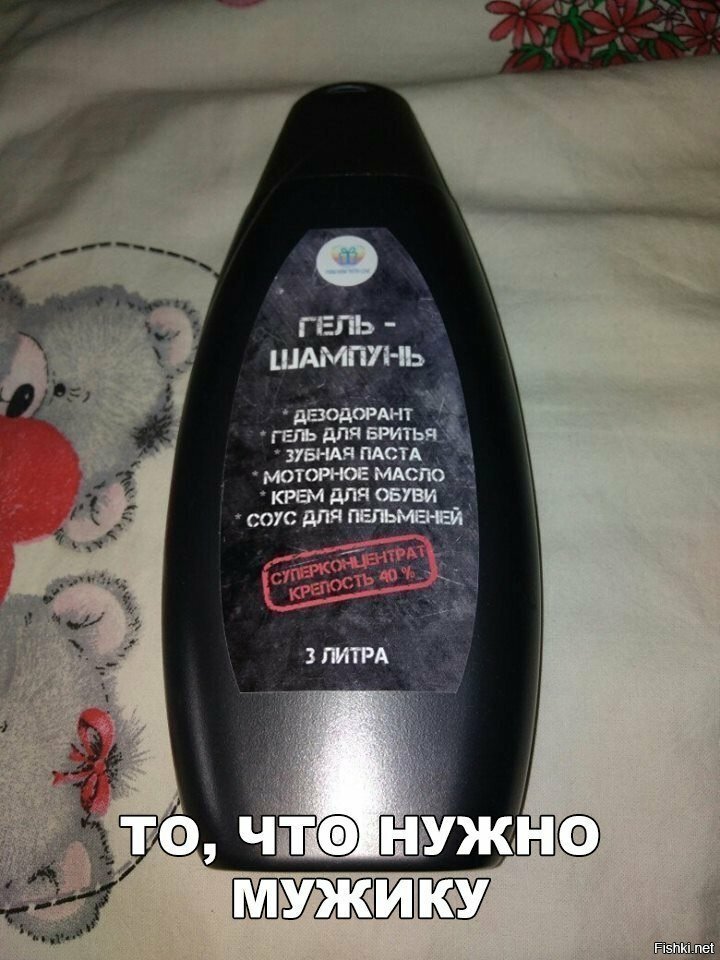 ГЕЛЬ -
ШАМПУНЬ
* ДЕЗОДОРАНТ
* ГЕЛЬ ДЛЯ БРИТЬЯ
* ЗУБНАЯ ПАСТА
* МОТОРНОЕ МАСЛО
* КРЕМ ДЛЯ ОБУВИ
* СОУС ДЛЯ ПЕЛЬМЕНЕЙ
СУПЕРКОНЦЕНТРАТ
КРЕПОСТЬ 40 %
3 ЛИТРА
ТО, ЧТО НУЖНО
МУЖИКУ
Fishki.net